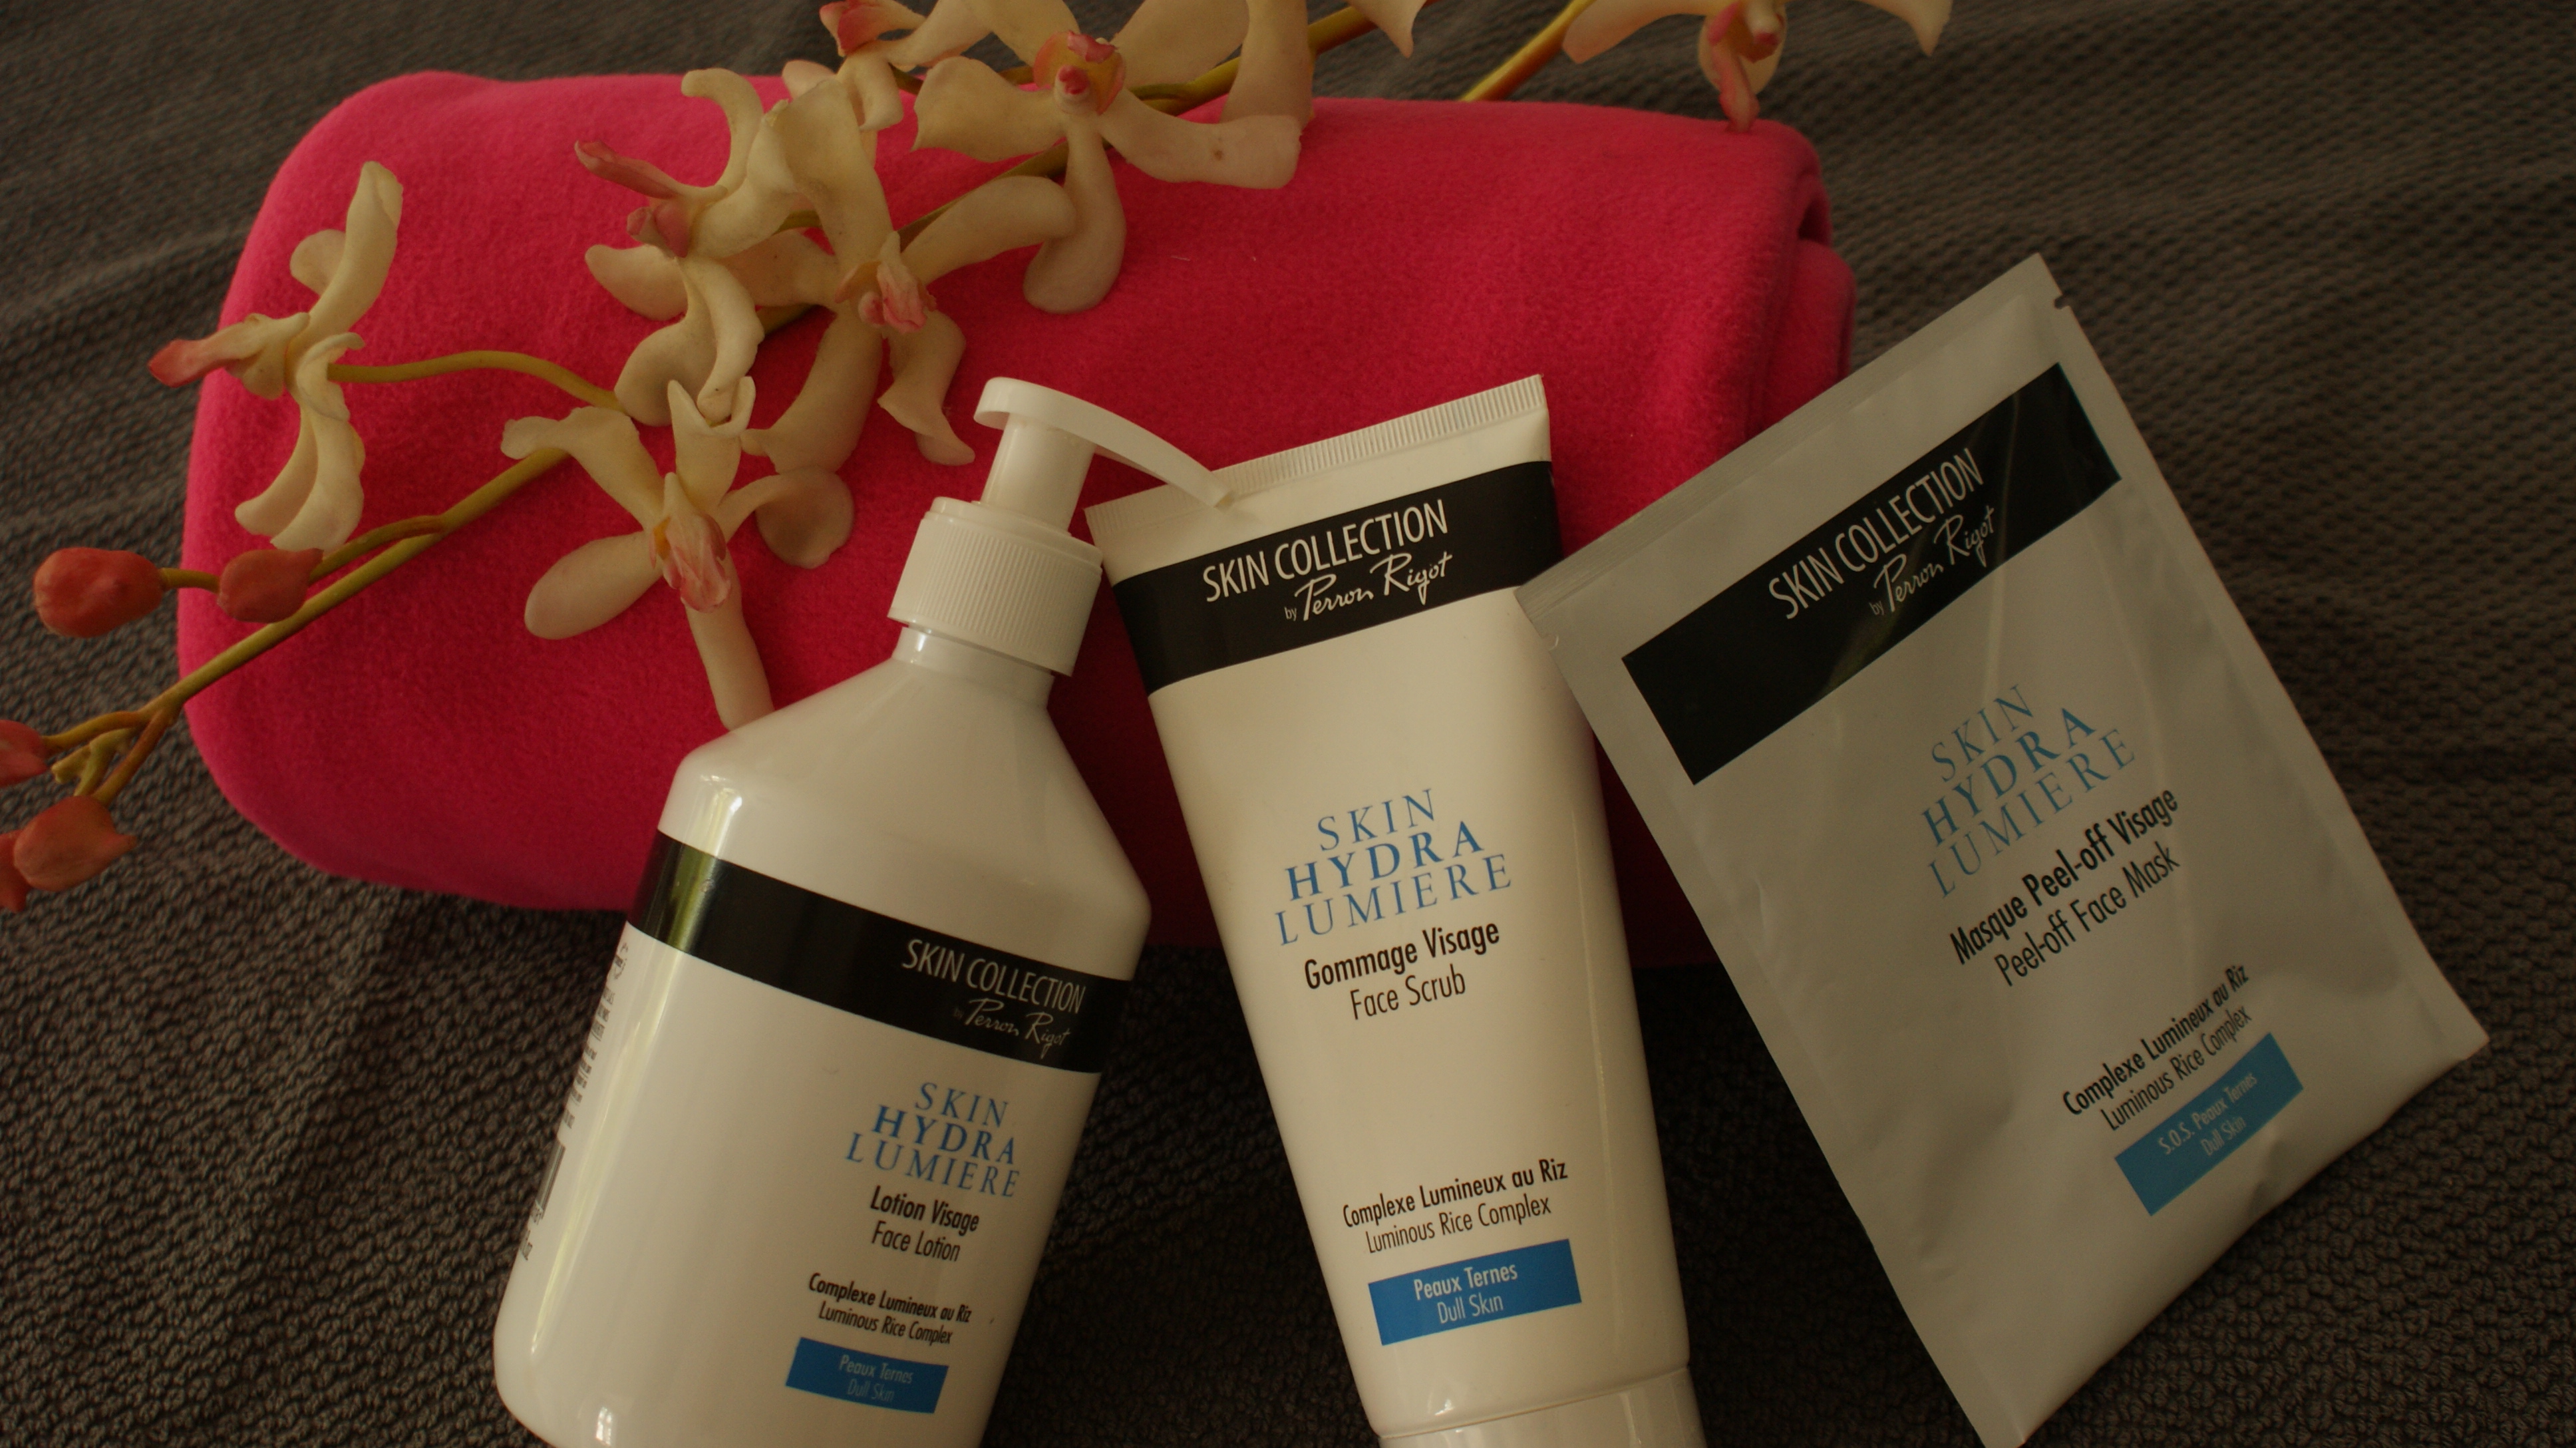 SKIN COLLECTION
by Perron Rigot
SKIN
HYDRA
LUMIERE
Lotion Visage
Face Lotion
Complexe Lumineux au Riz
Luminous Rice Complex
Peaux Ternes
Dull Skin
SKIN COLLECTION
by Perron Rigot
SKIN
HYDRA
LUMIERE
Gommage Visage
Face Scrub
Complexe Lumineux au Riz
Luminous Rice Complex
Peaux Ternes
Dull Skin
SKIN COLLECTION
by Perron Rigot
SKIN
HYDRA
LUMIERE
Masque Peel-off Visage
Peel-off Face Mask
Complexe Lumineux au Riz
Luminous Rice Complex
S.O.S. Peaux Ternes
Dull Skin